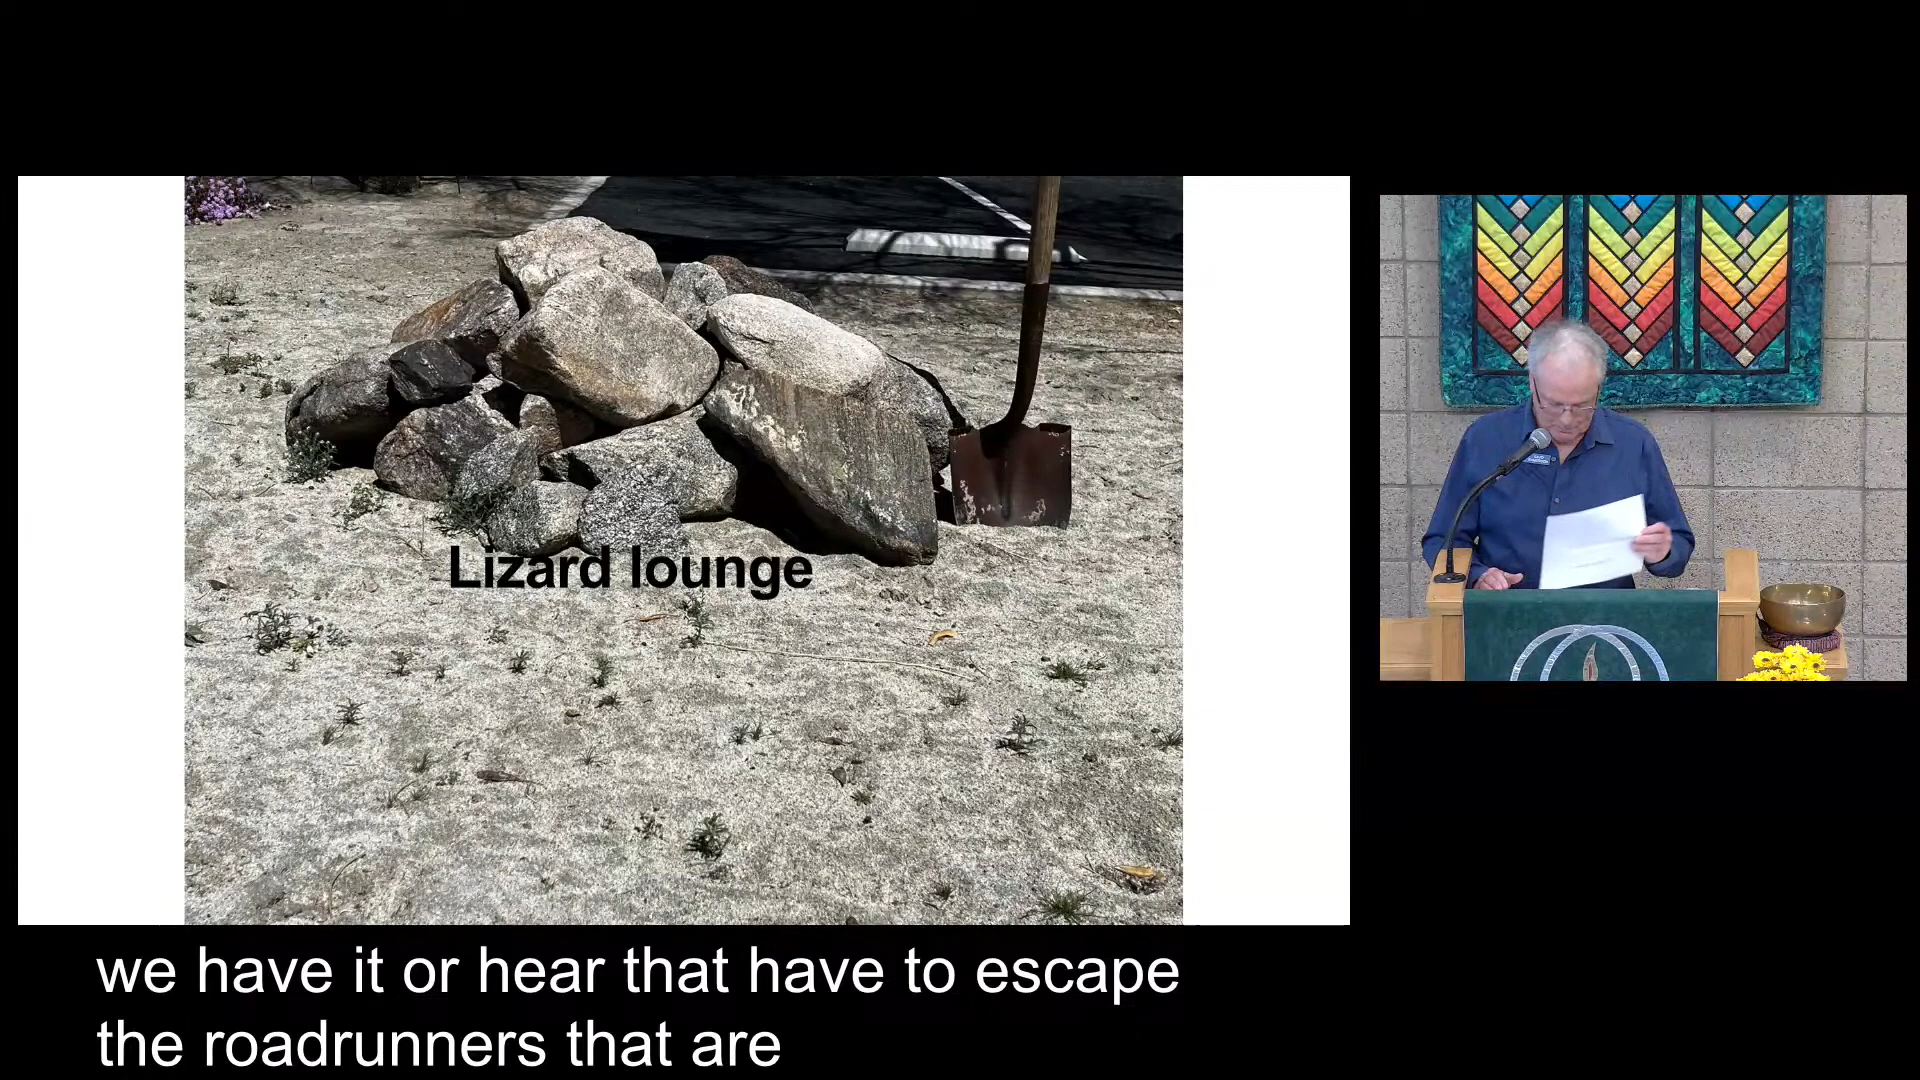 Lizard lounge
we have it or hear that have to escape
the roadrunners that are